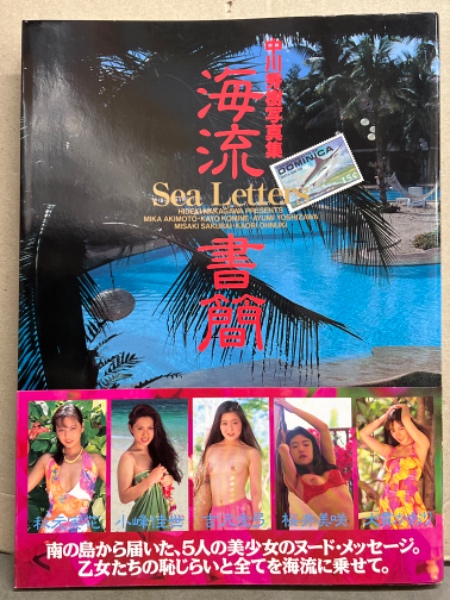 写真集
海流
DOMINICA
15¢
Sea Letters
HIDEKI NAKAGAWA PRESENTS
MIKA AKIMOTO・KAYO KOMINE・AYUMI YOSHIZAWA
MISAKI SAKURAI・KAORI OHNUKI
書簡
小峰佳世
桜井美咲
南の島から届いた、5人の美少女のヌード・メッセージ。
乙女たちの恥じらいと全てを海流に乗せて。